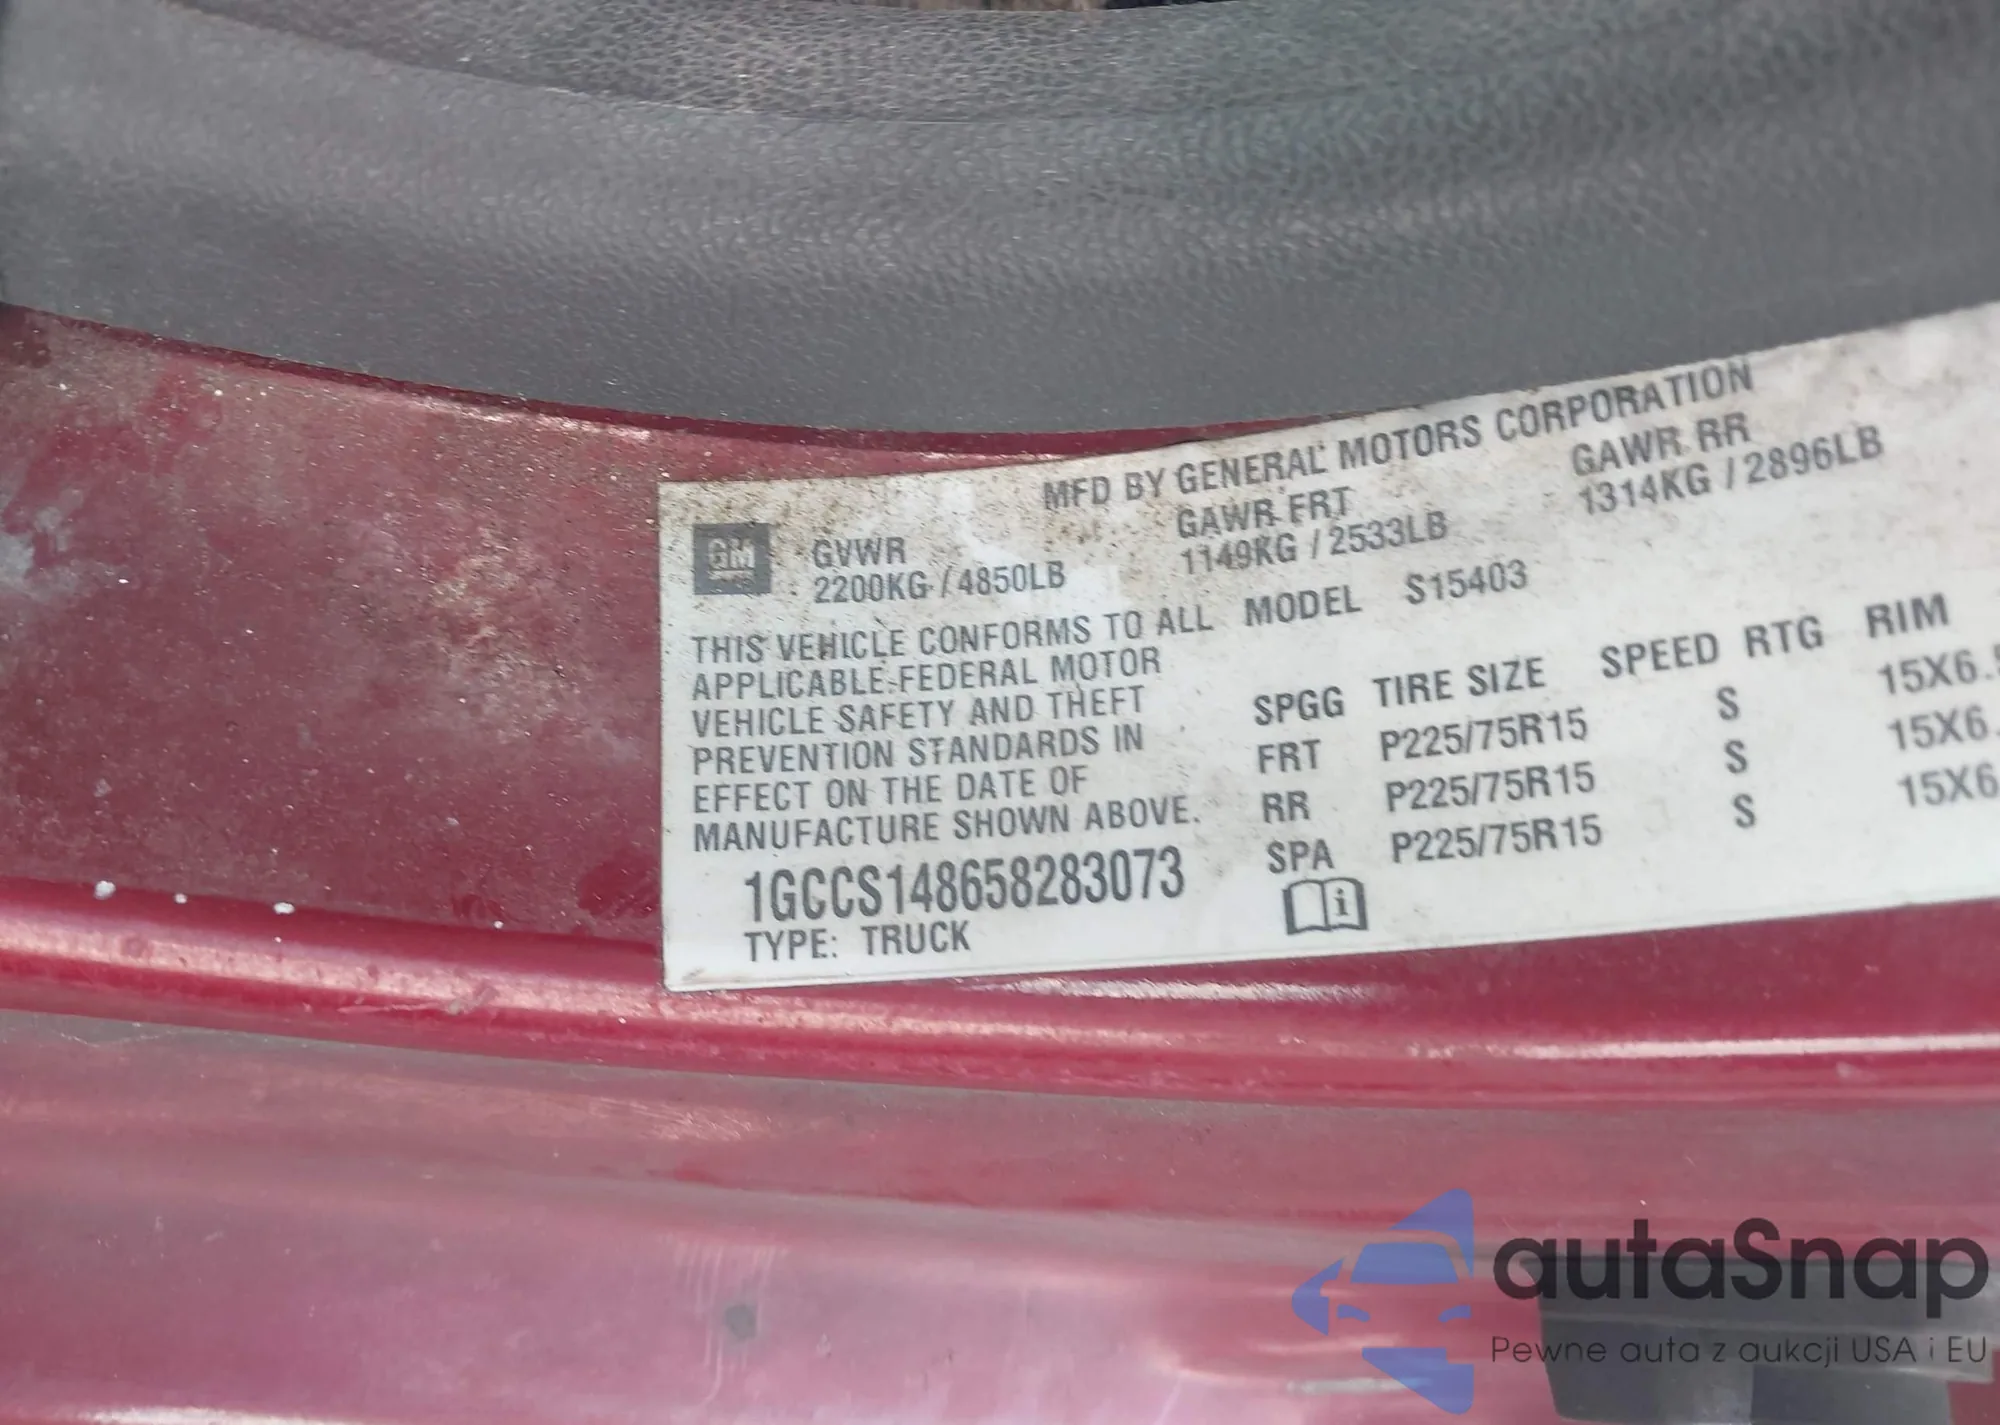 MFD BY GENERAL MOTORS CORPORATION
GM
GVWR GAWR FRT GAWR RR
2200KG / 4850LB 1149KG / 2533LB 1314KG / 2896LB
THIS VEHICLE CONFORMS TO ALL
APPLICABLE FEDERAL MOTOR
VEHICLE SAFETY AND THEFT
PREVENTION STANDARDS IN
EFFECT ON THE DATE OF
MANUFACTURE SHOWN ABOVE.
1GCCS148658283073
TYPE: TRUCK
MODEL S15403
SPGG TIRE SIZE SPEED RTG RIM
FRT P225/75R15 S 15X6.
RR P225/75R15 S 15X6.
SPA P225/75R15 S 15X6
autaSnap
Pewne auta z aukcji USA i EU